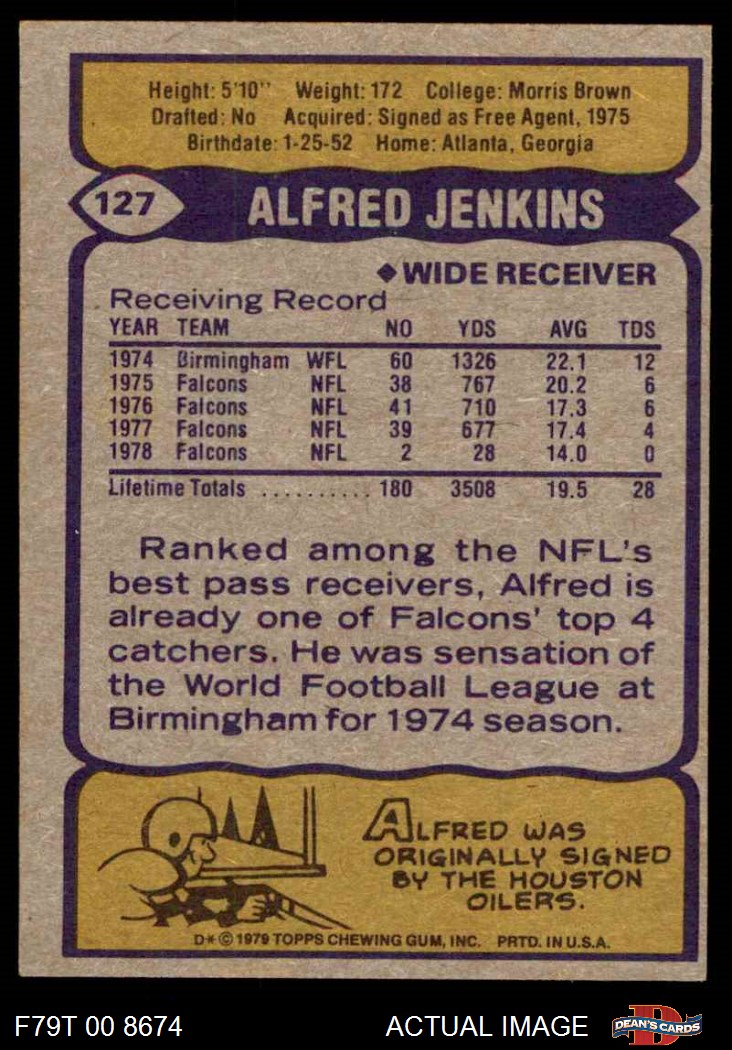 Height: 5'10" Weight: 172 College: Morris Brown
Drafted: No Acquired: Signed as Free Agent, 1975
Birthdate: 1-25-52 Home: Atlanta, Georgia
127 ALFRED JENKINS
◆WIDE RECEIVER
Receiving Record
YEAR TEAM NO YDS AVG TDS
1974 Birmingham WFL 60 1326 22.1 12
1975 Falcons NFL 38 767 20.2 6
1976 Falcons NFL 41 710 17.3 6
1977 Falcons NFL 39 677 17.4 4
1978 Falcons NFL 2 28 14.0 0
Lifetime Totals .......... 180 3508 19.5 28
Ranked among the NFL's
best pass receivers, Alfred is
already one of Falcons' top 4
catchers. He was sensation of
the World Football League at
Birmingham for 1974 season.
ALFRED WAS
ORIGINALLY SIGNED
BY THE HOUSTON
OILERS.
D*© 1979 TOPPS CHEWING GUM, INC. PRTD. IN U.S.A.
F79T 00 8674 ACTUAL IMAGE D DEAN'S CARDS